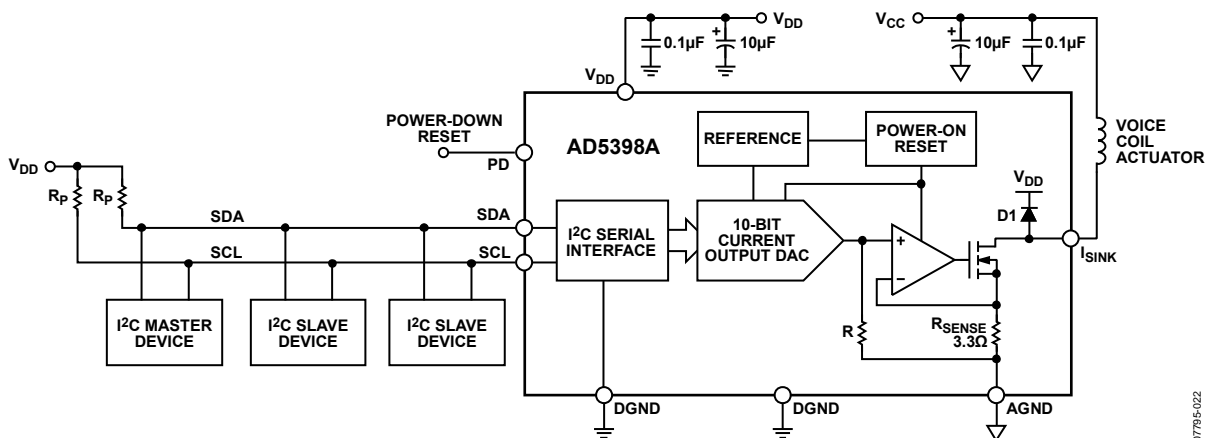 V_DD
0.1µF
10µF
V_CC
10µF
0.1µF
V_DD
POWER-DOWN
RESET
PD
AD5398A
REFERENCE
POWER-ON
RESET
VOICE
COIL
ACTUATOR
V_DD
R_P
R_P
V_DD
D1
SDA
SDA
SCL
SCL
I²C SERIAL
INTERFACE
10-BIT
CURRENT
OUTPUT DAC
+
−
I_SINK
I²C MASTER
DEVICE
I²C SLAVE
DEVICE
I²C SLAVE
DEVICE
R
R_SENSE
3.3Ω
DGND
DGND
AGND
07795-022